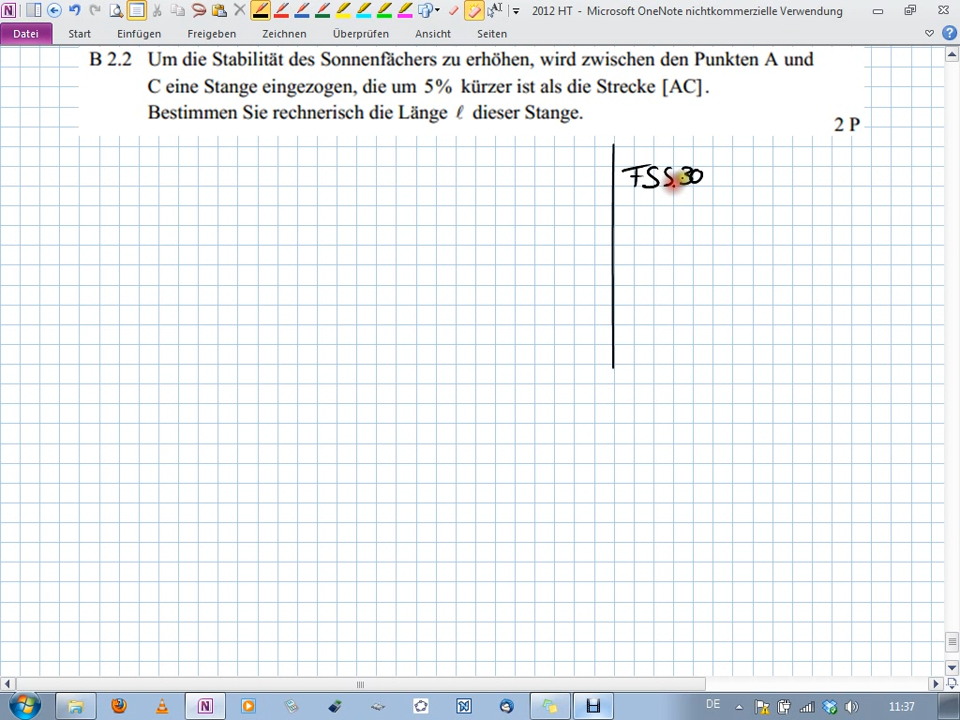 2012 HT - Microsoft OneNote nichtkommerzielle Verwendung
Datei Start Einfügen Freigeben Zeichnen Überprüfen Ansicht Seiten
B 2.2 Um die Stabilität des Sonnenfächers zu erhöhen, wird zwischen den Punkten A und
C eine Stange eingezogen, die um 5% kürzer ist als die Strecke [AC].
Bestimmen Sie rechnerisch die Länge ℓ dieser Stange.
2 P
FS S.30
DE 11:37